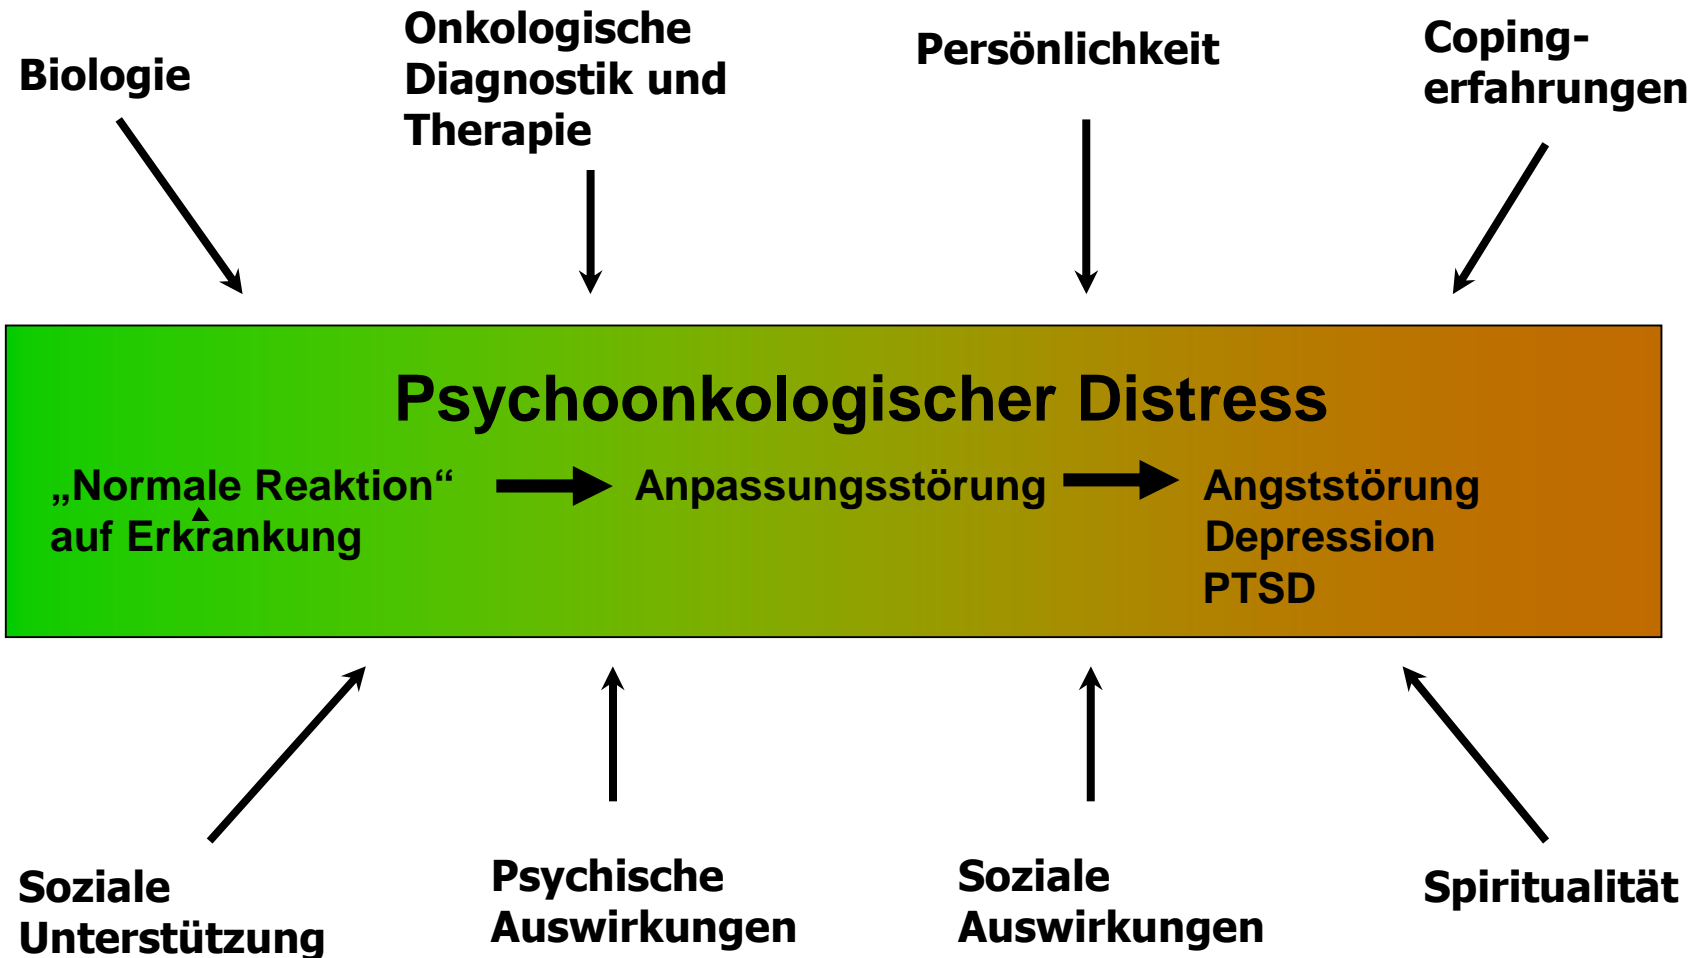 Biologie
Onkologische
Diagnostik und
Therapie
Persönlichkeit
Coping-
erfahrungen
Psychoonkologischer Distress
„Normale Reaktion“
auf Erkrankung
Anpassungsstörung
Angststörung
Depression
PTSD
Soziale
Unterstützung
Psychische
Auswirkungen
Soziale
Auswirkungen
Spiritualität